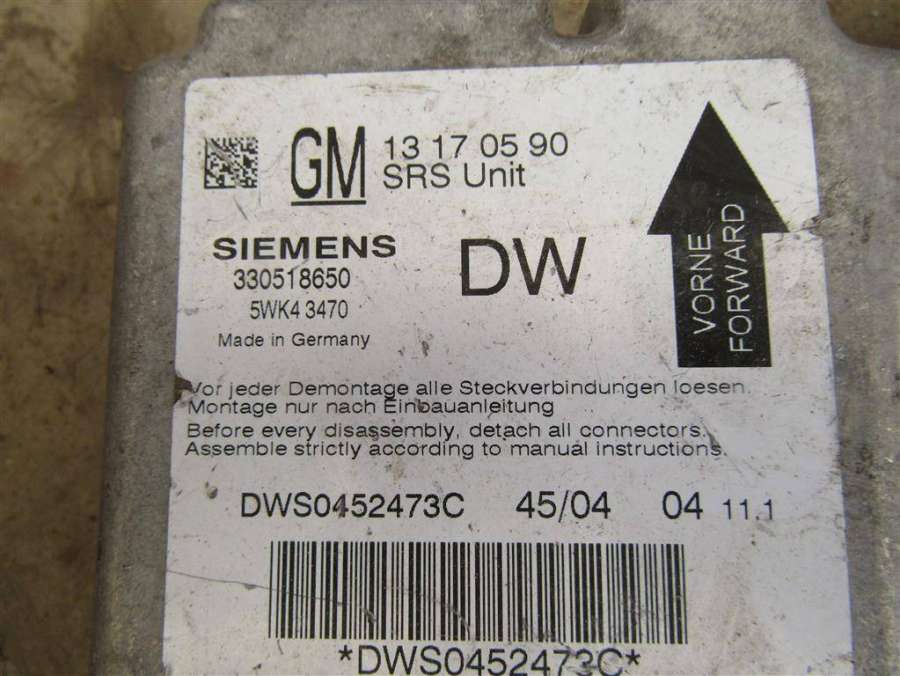 GM 13 17 05 90
SRS Unit
SIEMENS DW
330518650
5WK4 3470
Made in Germany
VORNE
FORWARD
Vor jeder Demontage alle Steckverbindungen loesen.
Montage nur nach Einbauanleitung
Before every disassembly, detach all connectors.
Assemble strictly according to manual instructions.
DWS0452473C 45/04 04 11.1
*DWS0452473C*